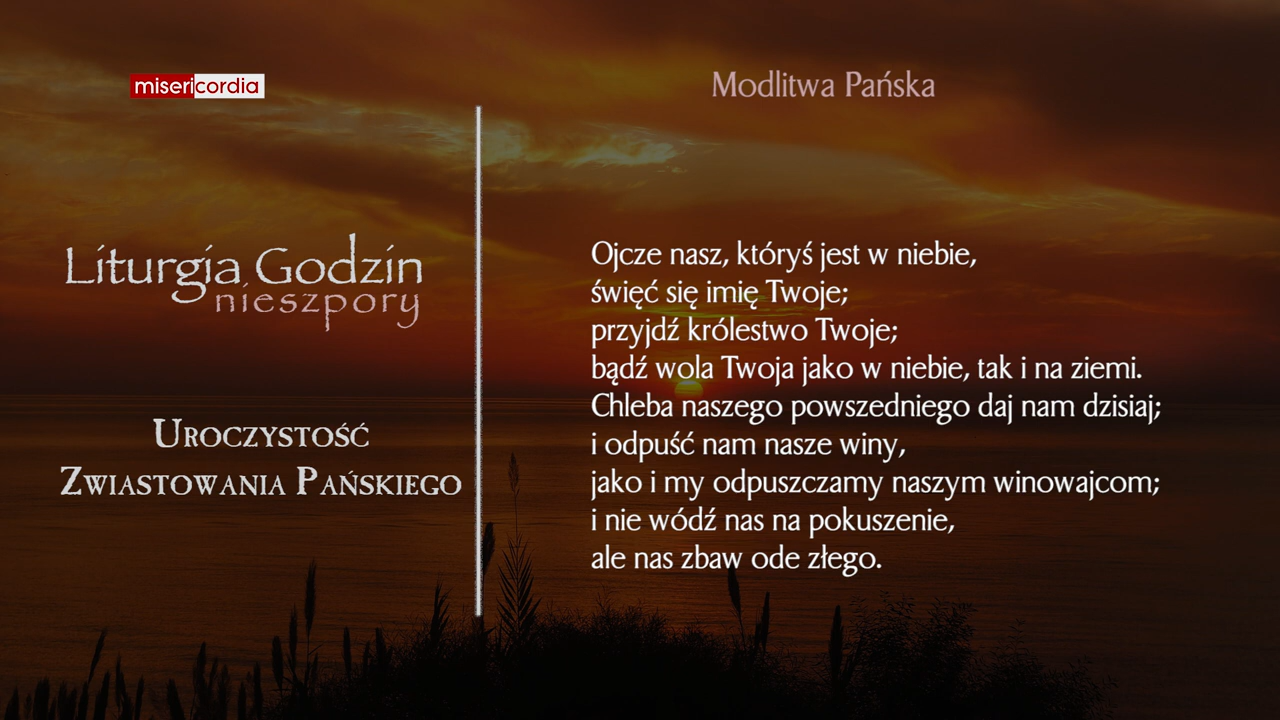 misericordia
Liturgia Godzin
nieszpory
Uroczystość
Zwiastowania Pańskiego
Modlitwa Pańska
Ojcze nasz, któryś jest w niebie,
święć się imię Twoje;
przyjdź królestwo Twoje;
bądź wola Twoja jako w niebie, tak i na ziemi.
Chleba naszego powszedniego daj nam dzisiaj;
i odpuść nam nasze winy,
jako i my odpuszczamy naszym winowajcom;
i nie wódź nas na pokuszenie,
ale nas zbaw ode złego.